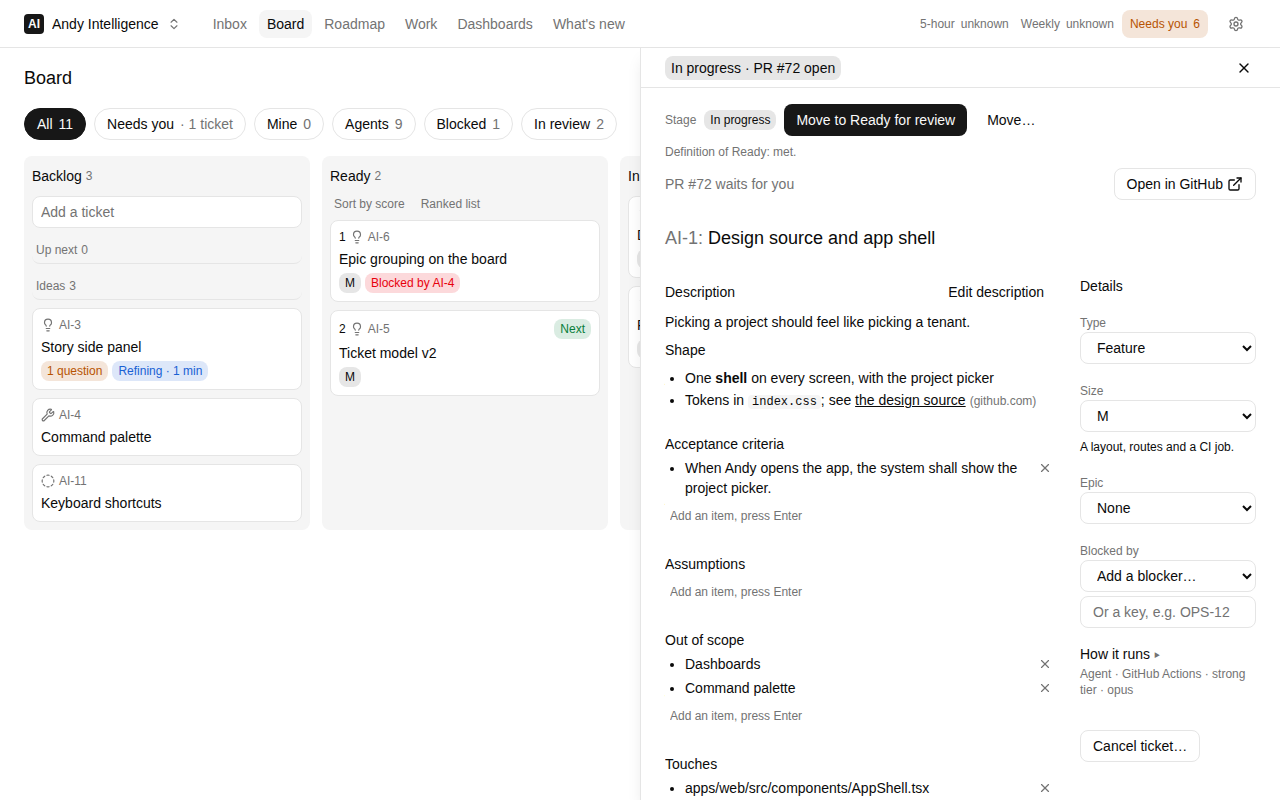 AI Andy Intelligence Inbox Board Roadmap Work Dashboards What's new 5-hour unknown Weekly unknown Needs you 6
Board
All 11 Needs you · 1 ticket Mine 0 Agents 9 Blocked 1 In review 2
Backlog 3
Add a ticket
Up next 0
Ideas 3
AI-3
Story side panel
1 question Refining · 1 min
AI-4
Command palette
AI-11
Keyboard shortcuts
Ready 2
Sort by score Ranked list
1 AI-6
Epic grouping on the board
M Blocked by AI-4
2 AI-5 Next
Ticket model v2
M
In
In progress · PR #72 open
Stage In progress Move to Ready for review Move…
Definition of Ready: met.
PR #72 waits for you Open in GitHub
AI-1: Design source and app shell
Description Edit description
Picking a project should feel like picking a tenant.
Shape
• One shell on every screen, with the project picker
• Tokens in index.css ; see the design source (github.com)
Acceptance criteria
• When Andy opens the app, the system shall show the
project picker.
Add an item, press Enter
Assumptions
Add an item, press Enter
Out of scope
• Dashboards
• Command palette
Add an item, press Enter
Touches
• apps/web/src/components/AppShell.tsx
Details
Type
Feature
Size
M
A layout, routes and a CI job.
Epic
None
Blocked by
Add a blocker…
Or a key, e.g. OPS-12
How it runs ▸
Agent · GitHub Actions · strong
tier · opus
Cancel ticket…